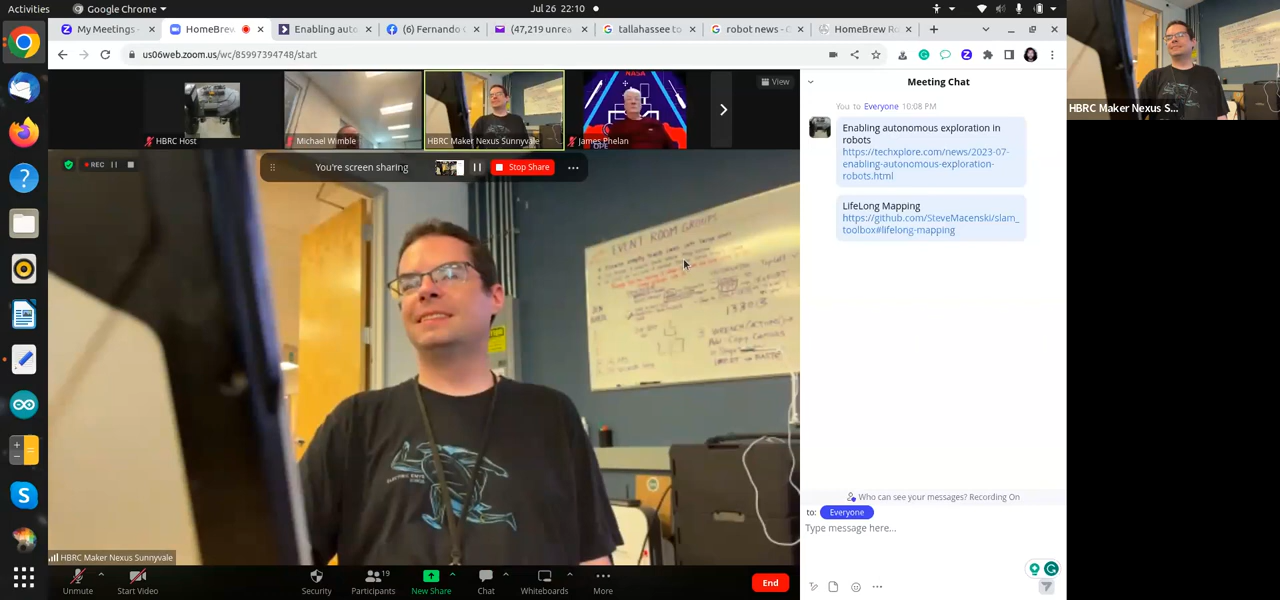 Activities
Google Chrome
Jul 26 22:10
My Meetings -
HomeBrew
Enabling auto
(6) Fernando
(47,219 unrea
tallahassee to
robot news - G
HomeBrew Ro
us06web.zoom.us/wc/85997394748/start
HBRC Host
Michael Wimble
HBRC Maker Nexus Sunnyvale
James Phelan
NASA
View
REC
You're screen sharing
Stop Share
EVENT ROOM GROUPS
HBRC Maker Nexus Sunnyvale
Unmute
Start Video
Security
19
Participants
New Share
Chat
Whiteboards
More
End
Meeting Chat
You to Everyone 10:08 PM
Enabling autonomous exploration in
robots
https://techxplore.com/news/2023-07-
enabling-autonomous-exploration-
robots.html
LifeLong Mapping
https://github.com/SteveMacenski/slam_
toolbox#lifelong-mapping
Who can see your messages? Recording On
to: Everyone
Type message here...
HBRC Maker Nexus S...